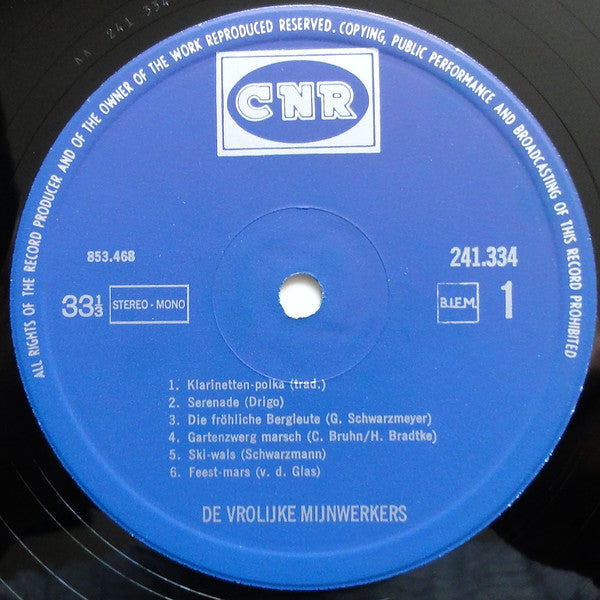 AA 241 334
ALL RIGHTS OF THE RECORD PRODUCER AND OF THE OWNER OF THE WORK REPRODUCED RESERVED. COPYING, PUBLIC PERFORMANCE AND BROADCASTING OF THIS RECORD PROHIBITED
CNR
853.468
241.334
33⅓ STEREO - MONO
B.I.E.M. 1
1. Klarinetten-polka (trad.)
2. Serenade (Drigo)
3. Die fröhliche Bergleute (G. Schwarzmeyer)
4. Gartenzwerg marsch (C. Bruhn/H. Bradtke)
5. Ski-wals (Schwarzmann)
6. Feest-mars (v. d. Glas)
DE VROLIJKE MIJNWERKERS